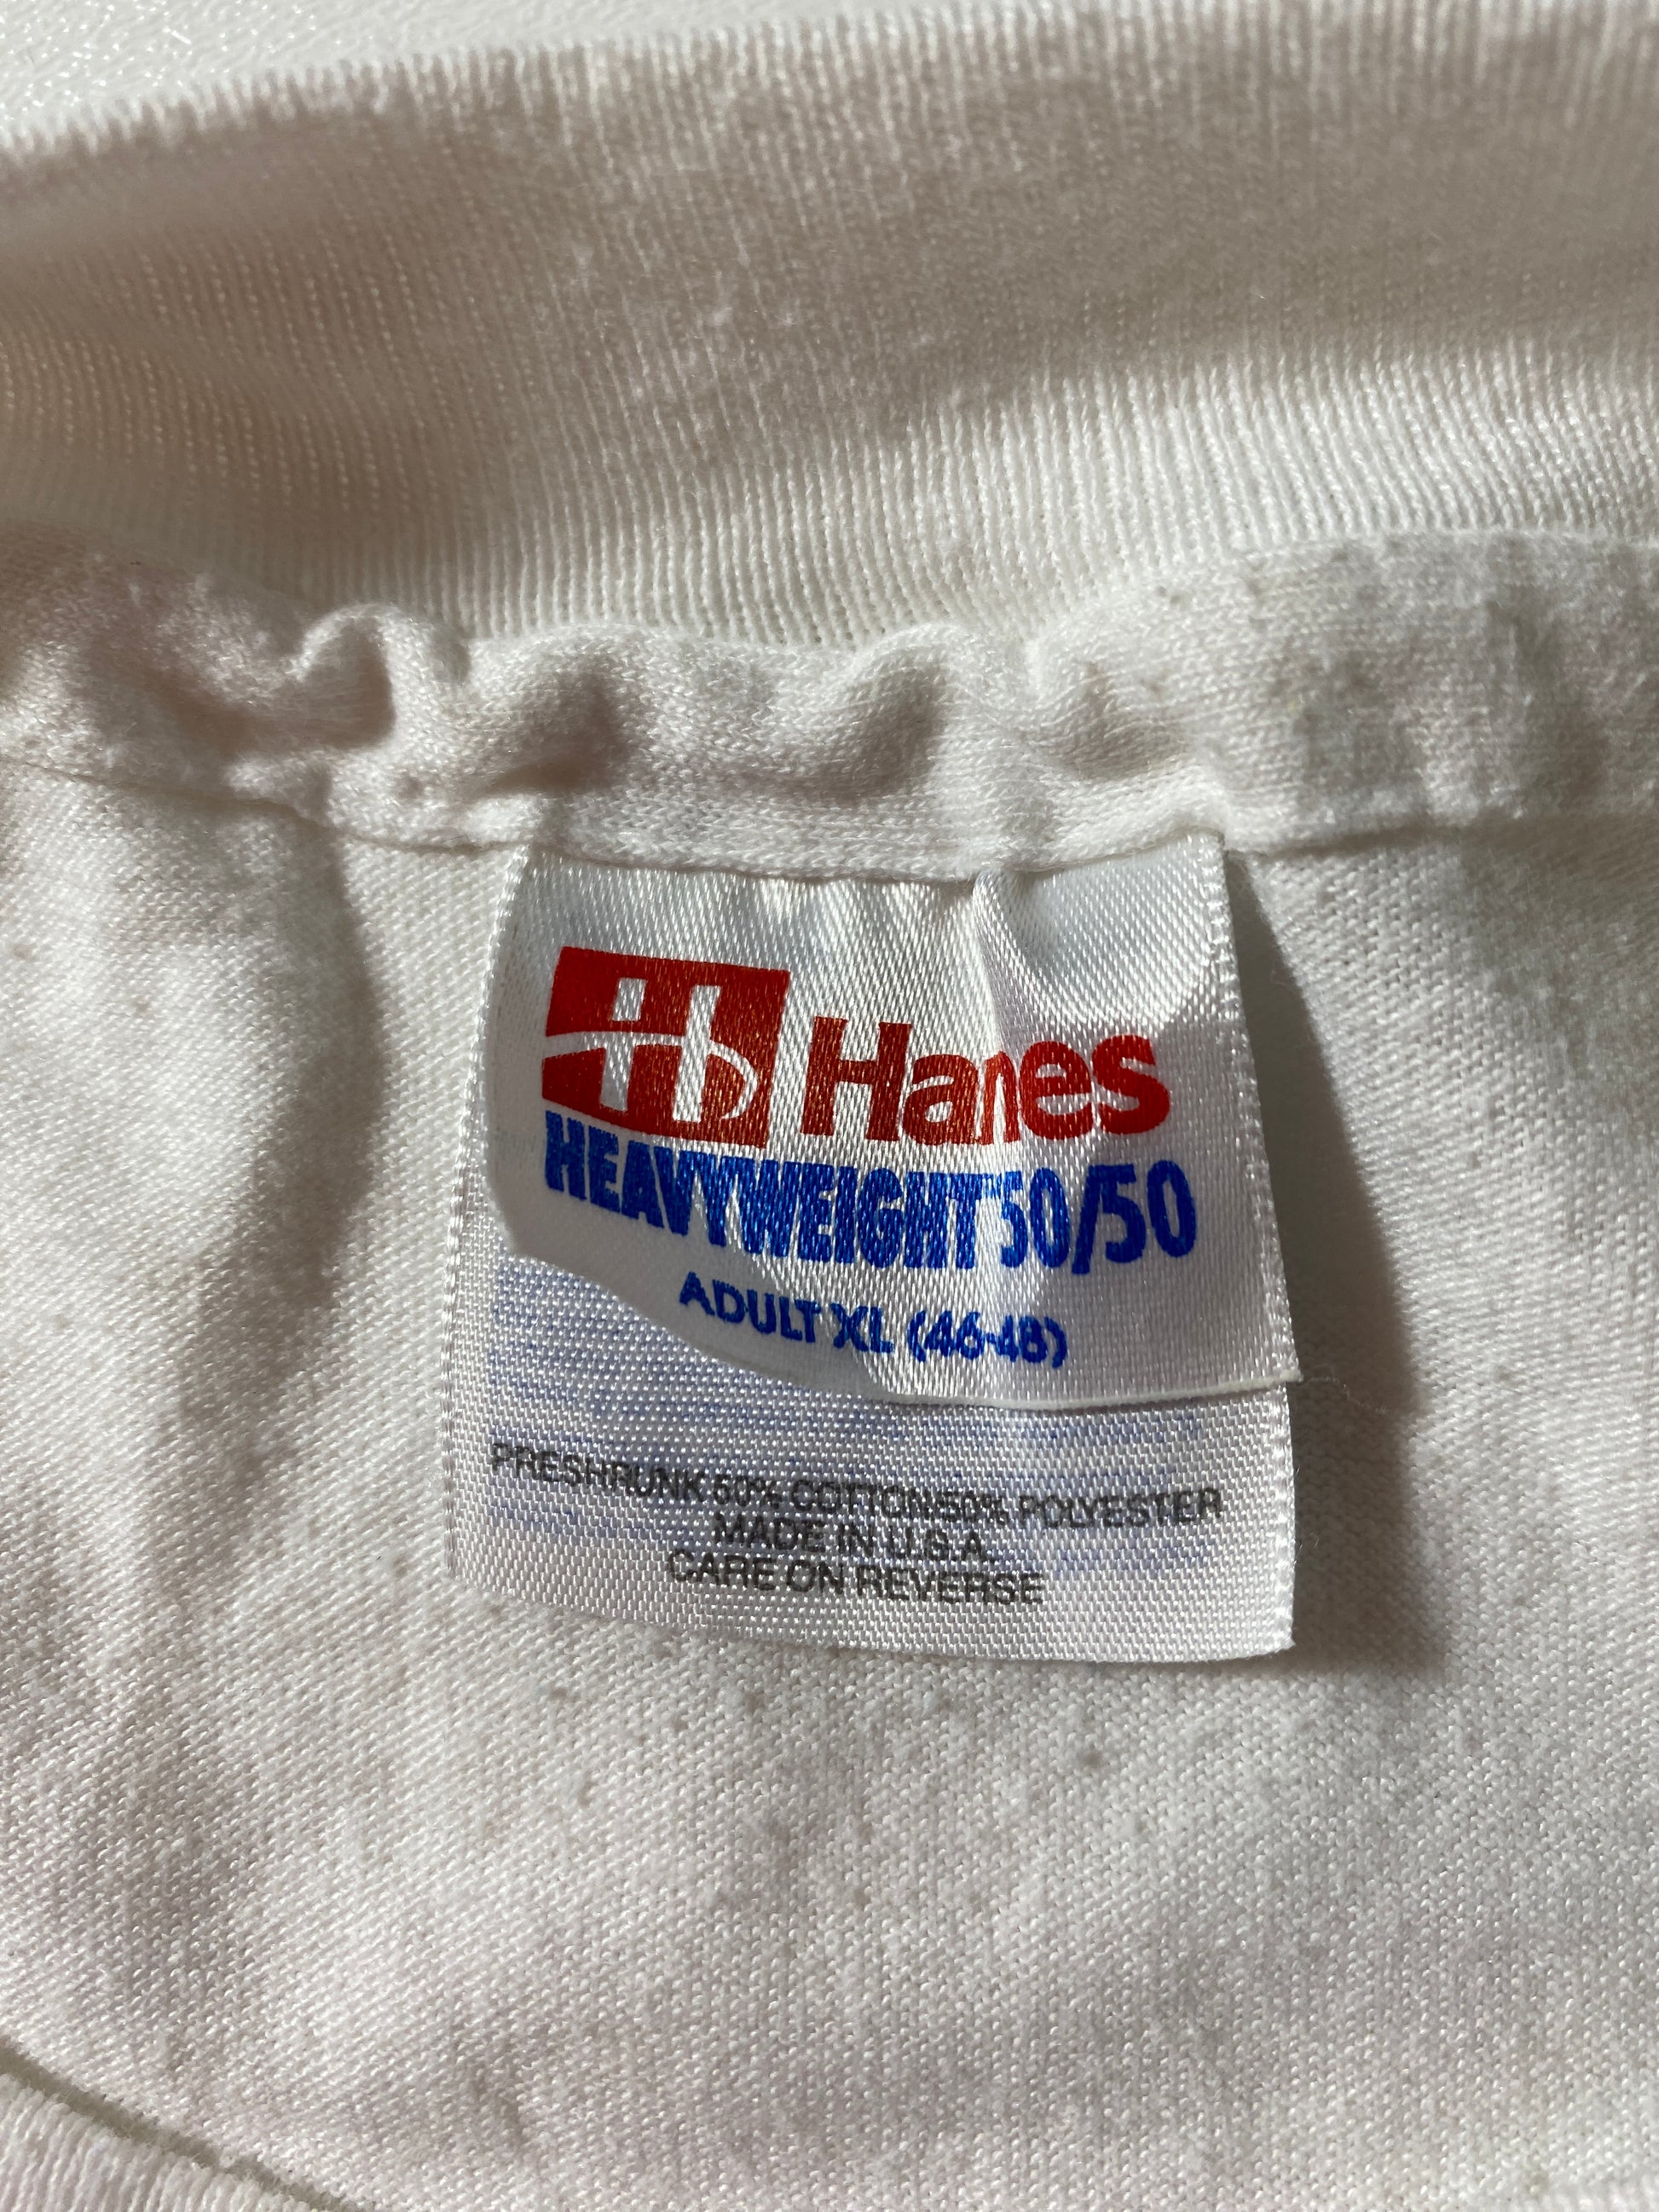 Hanes
HEAVYWEIGHT 50/50
ADULT XL (46-48)
PRESHRUNK 50% COTTON/50% POLYESTER
MADE IN U.S.A.
CARE ON REVERSE